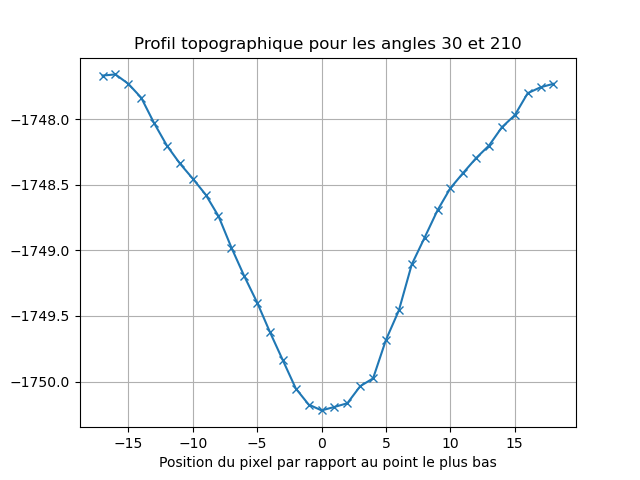 Profil topographique pour les angles 30 et 210
−1748.0
−1748.5
−1749.0
−1749.5
−1750.0
−15 −10 −5 0 5 10 15
Position du pixel par rapport au point le plus bas